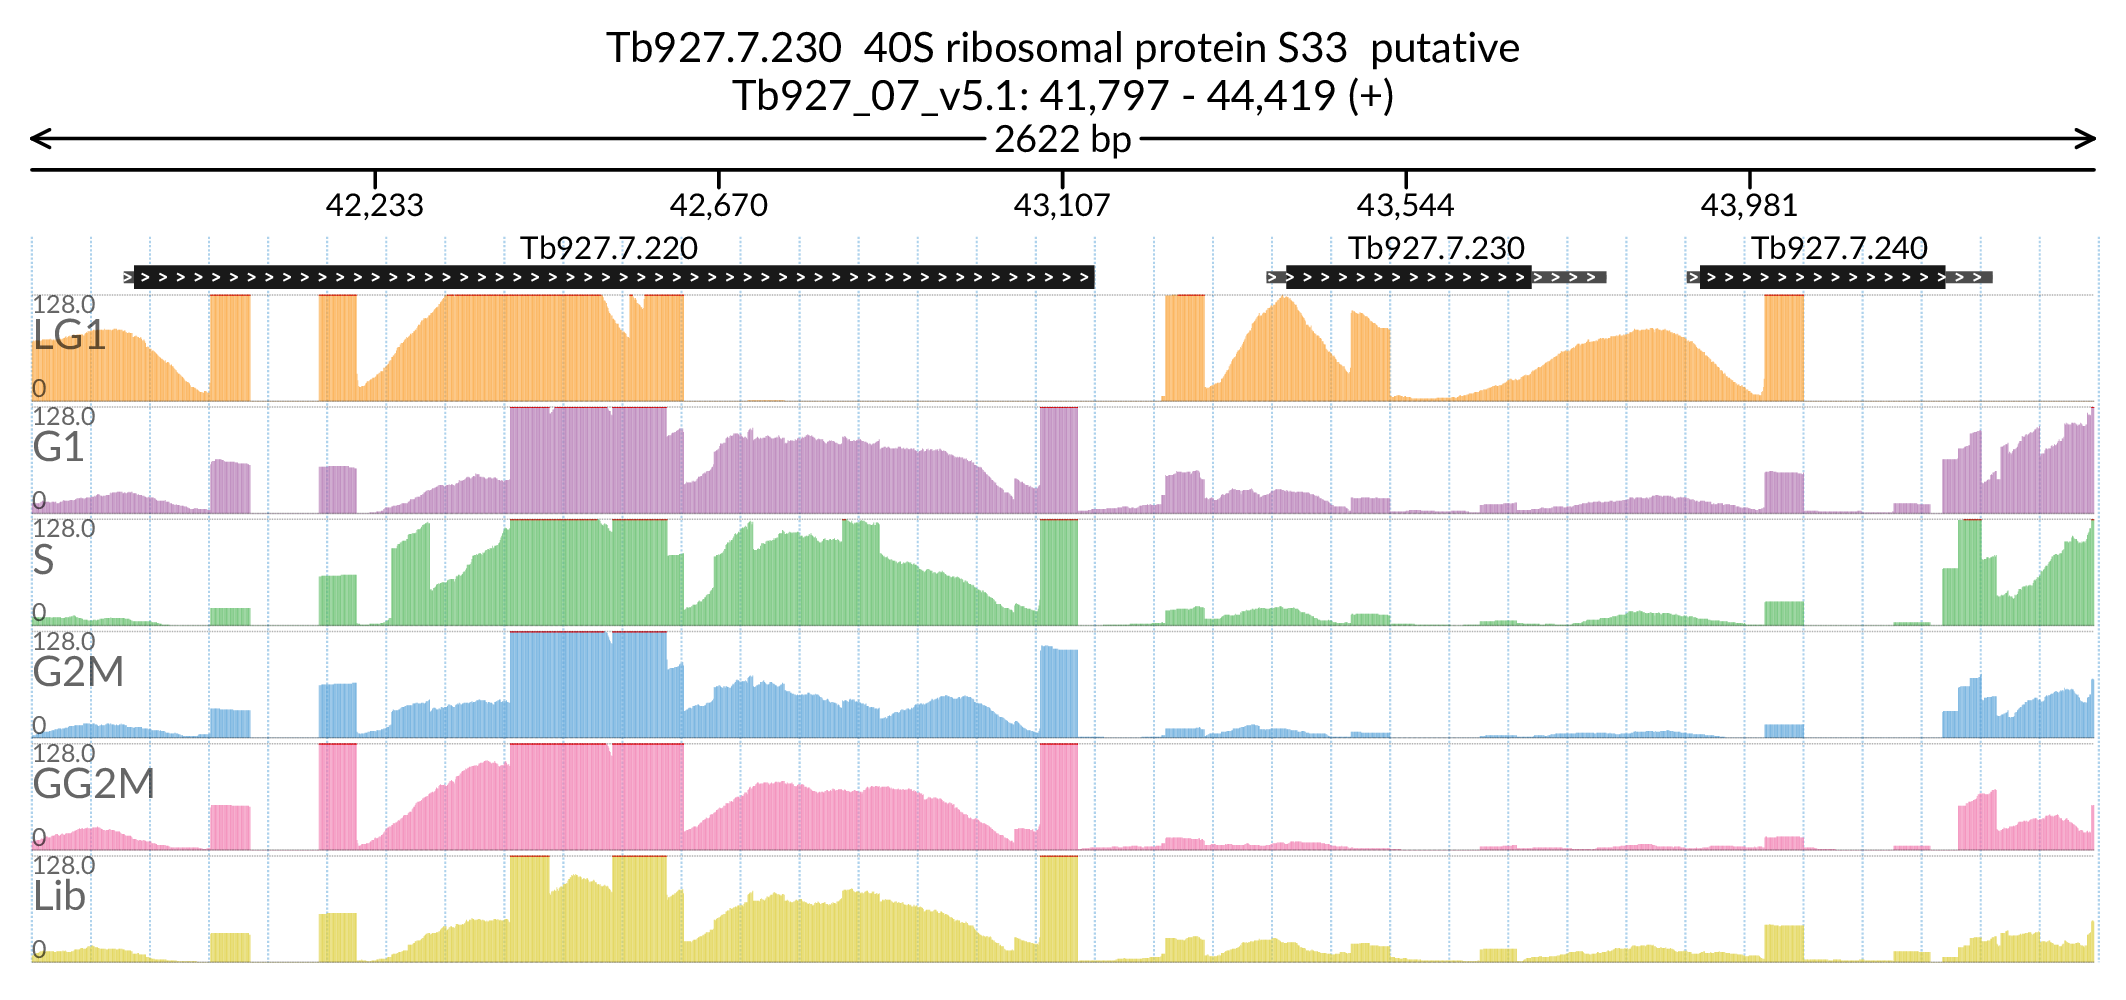 Tb927.7.230  40S ribosomal protein S33  putative
Tb927_07_v5.1: 41,797 - 44,419 (+)
2622 bp
42,233 42,670 43,107 43,544 43,981
Tb927.7.220 Tb927.7.230 Tb927.7.240
128.0
LG1
0
128.0
G1
0
128.0
S
0
128.0
G2M
0
128.0
GG2M
0
128.0
Lib
0